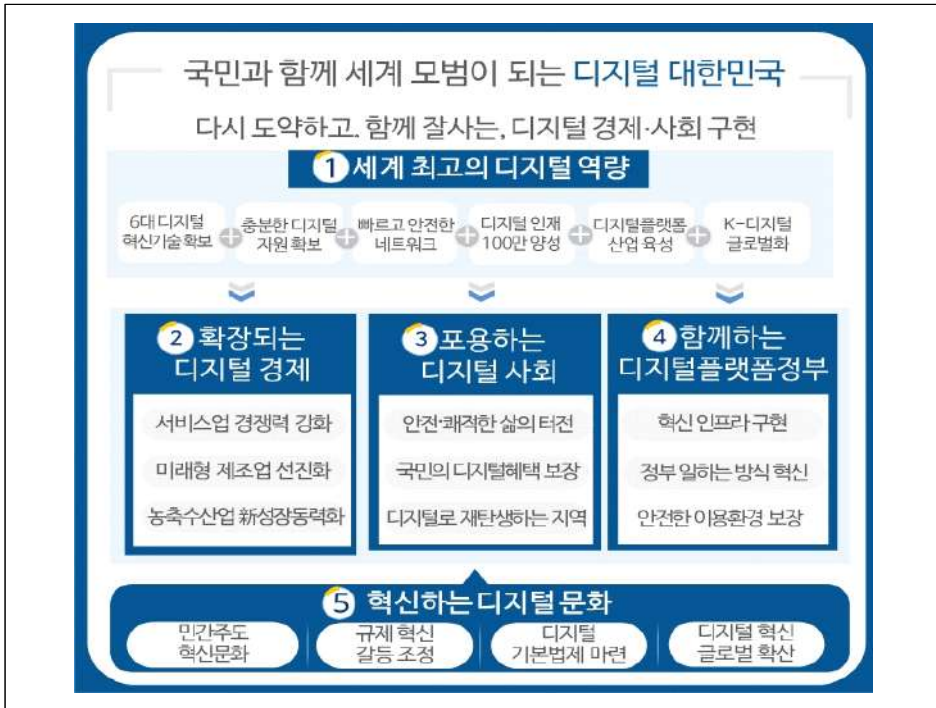 국민과 함께 세계 모범이 되는 디지털 대한민국
다시 도약하고. 함께 잘사는, 디지털 경제·사회 구현
1 세계 최고의 디지털 역량
6대 디지털
혁신기술 확보
+
충분한 디지털
자원 확보
+
빠르고 안전한
네트워크
+
디지털 인재
100만 양성
+
디지털플랫폼
산업 육성
+
K-디지털
글로벌화
2 확장되는
디지털 경제
서비스업 경쟁력 강화
미래형 제조업 선진화
농축수산업 新성장동력화
3 포용하는
디지털 사회
안전·쾌적한 삶의 터전
국민의 디지털혜택 보장
디지털로 재탄생하는 지역
4 함께하는
디지털플랫폼정부
혁신 인프라 구현
정부 일하는 방식 혁신
안전한 이용환경 보장
5 혁신하는 디지털 문화
민간주도
혁신문화
규제 혁신
갈등 조정
디지털
기본법제 마련
디지털 혁신
글로벌 확산